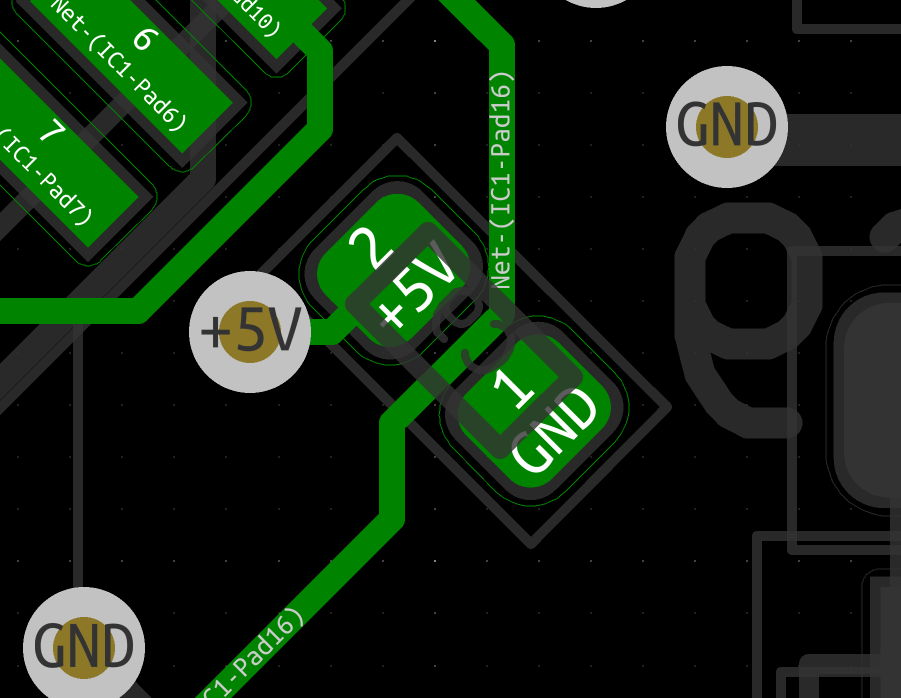 ad10)
6
Net-(IC1-Pad6)
7
(IC1-Pad7)
Net-(IC1-Pad16)
GND
2
+5V
+5V
1
GND
C1-Pad16)
GND